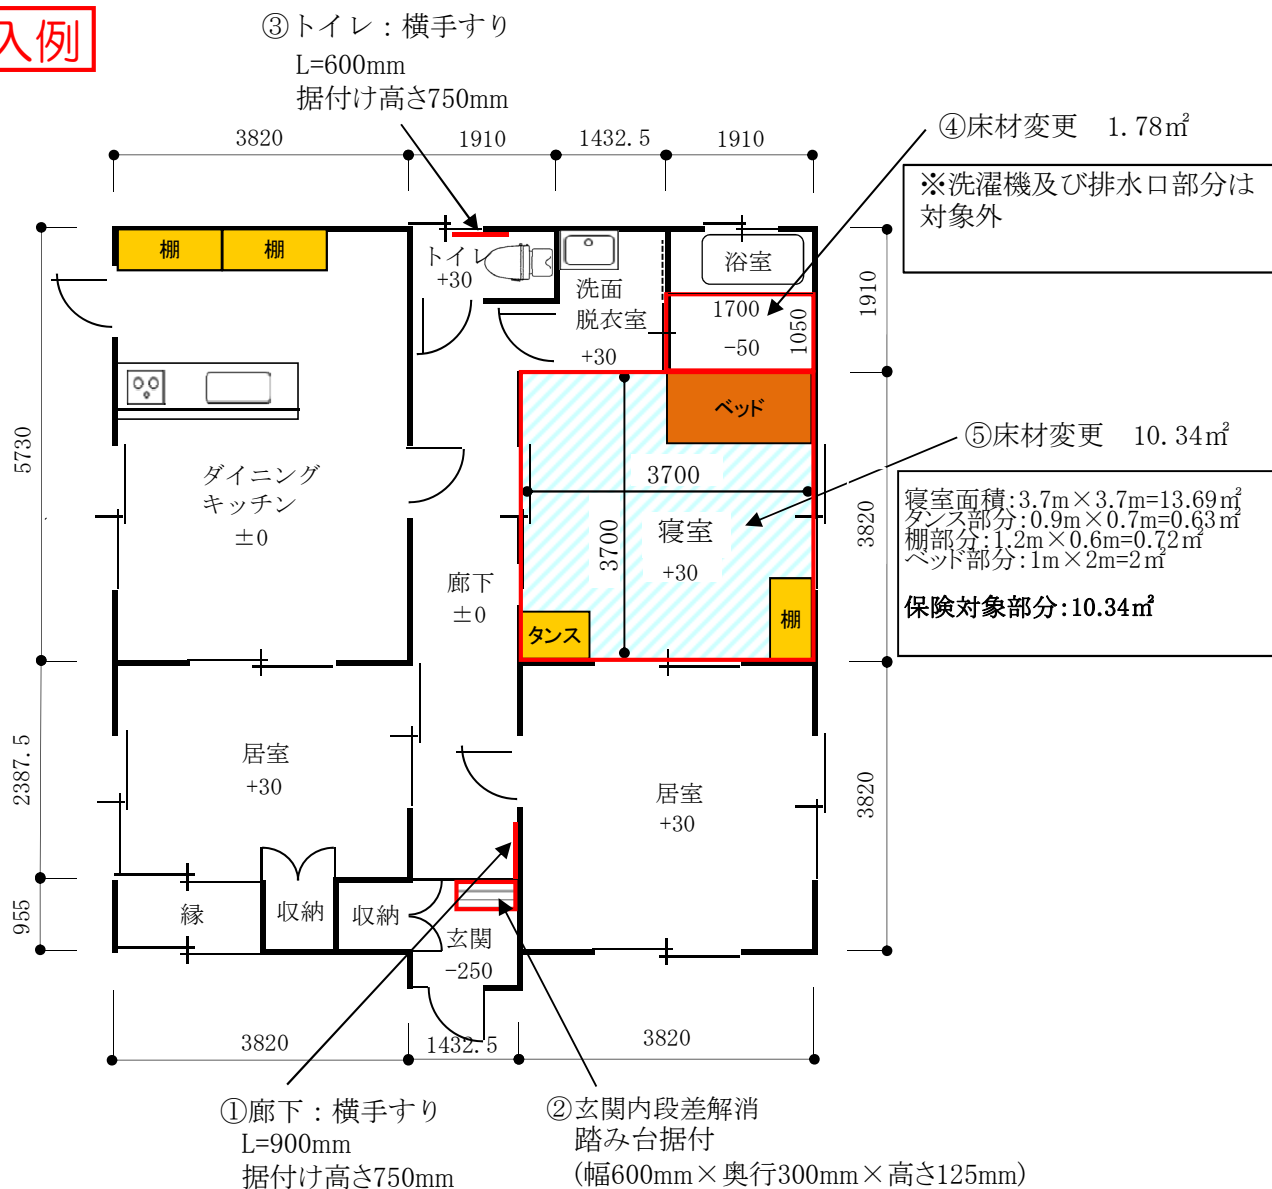 入例
③トイレ：横手すり
L=600mm
据付け高さ750mm
3820
1910
1432.5
1910
④床材変更　1.78㎡
※洗濯機及び排水口部分は
対象外
棚
棚
トイレ
+30
洗面
脱衣室
+30
浴室
1700
1050
-50
1910
ベッド
5730
ダイニング
キッチン
±0
3700
3700
寝室
+30
⑤床材変更　10.34㎡
寝室面積:3.7m×3.7m=13.69㎡
タンス部分:0.9m×0.7m=0.63㎡
棚部分:1.2m×0.6m=0.72㎡
ベッド部分:1m×2m=2㎡
保険対象部分:10.34㎡
3820
廊下
±0
タンス
棚
2387.5
居室
+30
居室
+30
3820
955
縁
収納
収納
玄関
-250
3820
1432.5
3820
①廊下：横手すり
L=900mm
据付け高さ750mm
②玄関内段差解消
踏み台据付
(幅600mm×奥行300mm×高さ125mm)